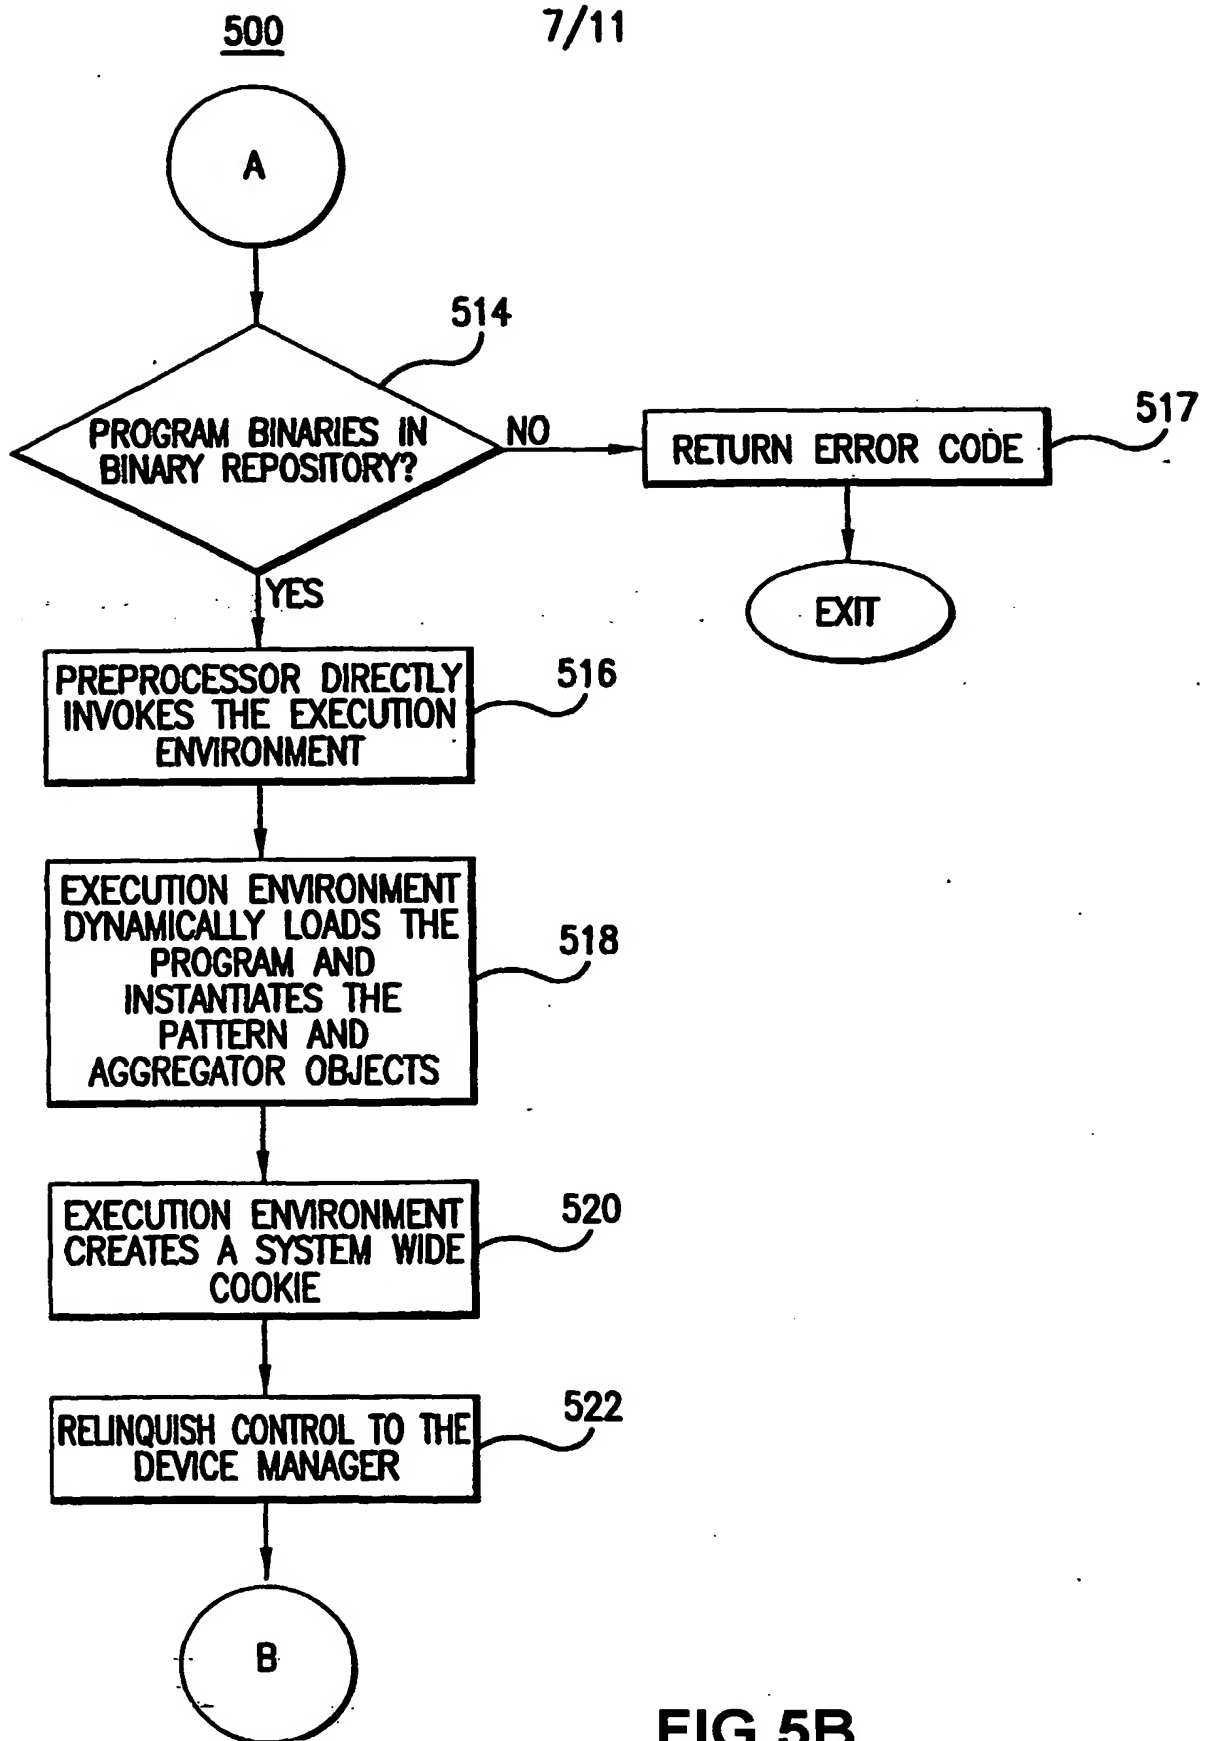 500
7/11
A
514
PROGRAM BINARIES IN
BINARY REPOSITORY?
NO
RETURN ERROR CODE
517
EXIT
YES
PREPROCESSOR DIRECTLY
INVOKES THE EXECUTION
ENVIRONMENT
516
EXECUTION ENVIRONMENT
DYNAMICALLY LOADS THE
PROGRAM AND
INSTANTIATES THE
PATTERN AND
AGGREGATOR OBJECTS
518
EXECUTION ENVIRONMENT
CREATES A SYSTEM WIDE
COOKIE
520
RELINQUISH CONTROL TO THE
DEVICE MANAGER
522
B
FIG.5B